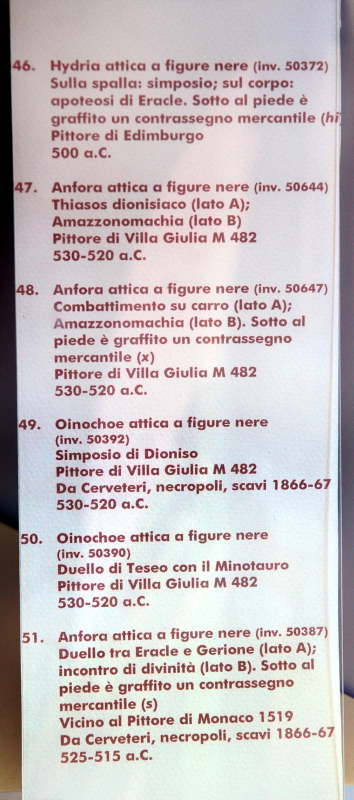 46. Hydria attica a figure nere (inv. 50372)
Sulla spalla: simposio; sul corpo:
apoteosi di Eracle. Sotto al piede è
graffito un contrassegno mercantile (hi
Pittore di Edimburgo
500 a.C.
47. Anfora attica a figure nere (inv. 50644)
Thiasos dionisiaco (lato A);
Amazzonomachia (lato B)
Pittore di Villa Giulia M 482
530-520 a.C.
48. Anfora attica a figure nere (inv. 50647)
Combattimento su carro (lato A);
Amazzonomachia (lato B). Sotto al
piede è graffito un contrassegno
mercantile (x)
Pittore di Villa Giulia M 482
530-520 a.C.
49. Oinochoe attica a figure nere
(inv. 50392)
Simposio di Dioniso
Pittore di Villa Giulia M 482
Da Cerveteri, necropoli, scavi 1866-67
530-520 a.C.
50. Oinochoe attica a figure nere
(inv. 50390)
Duello di Teseo con il Minotauro
Pittore di Villa Giulia M 482
530-520 a.C.
51. Anfora attica a figure nere (inv. 50387)
Duello tra Eracle e Gerione (lato A);
incontro di divinità (lato B). Sotto al
piede è graffito un contrassegno
mercantile (s)
Vicino al Pittore di Monaco 1519
Da Cerveteri, necropoli, scavi 1866-67
525-515 a.C.